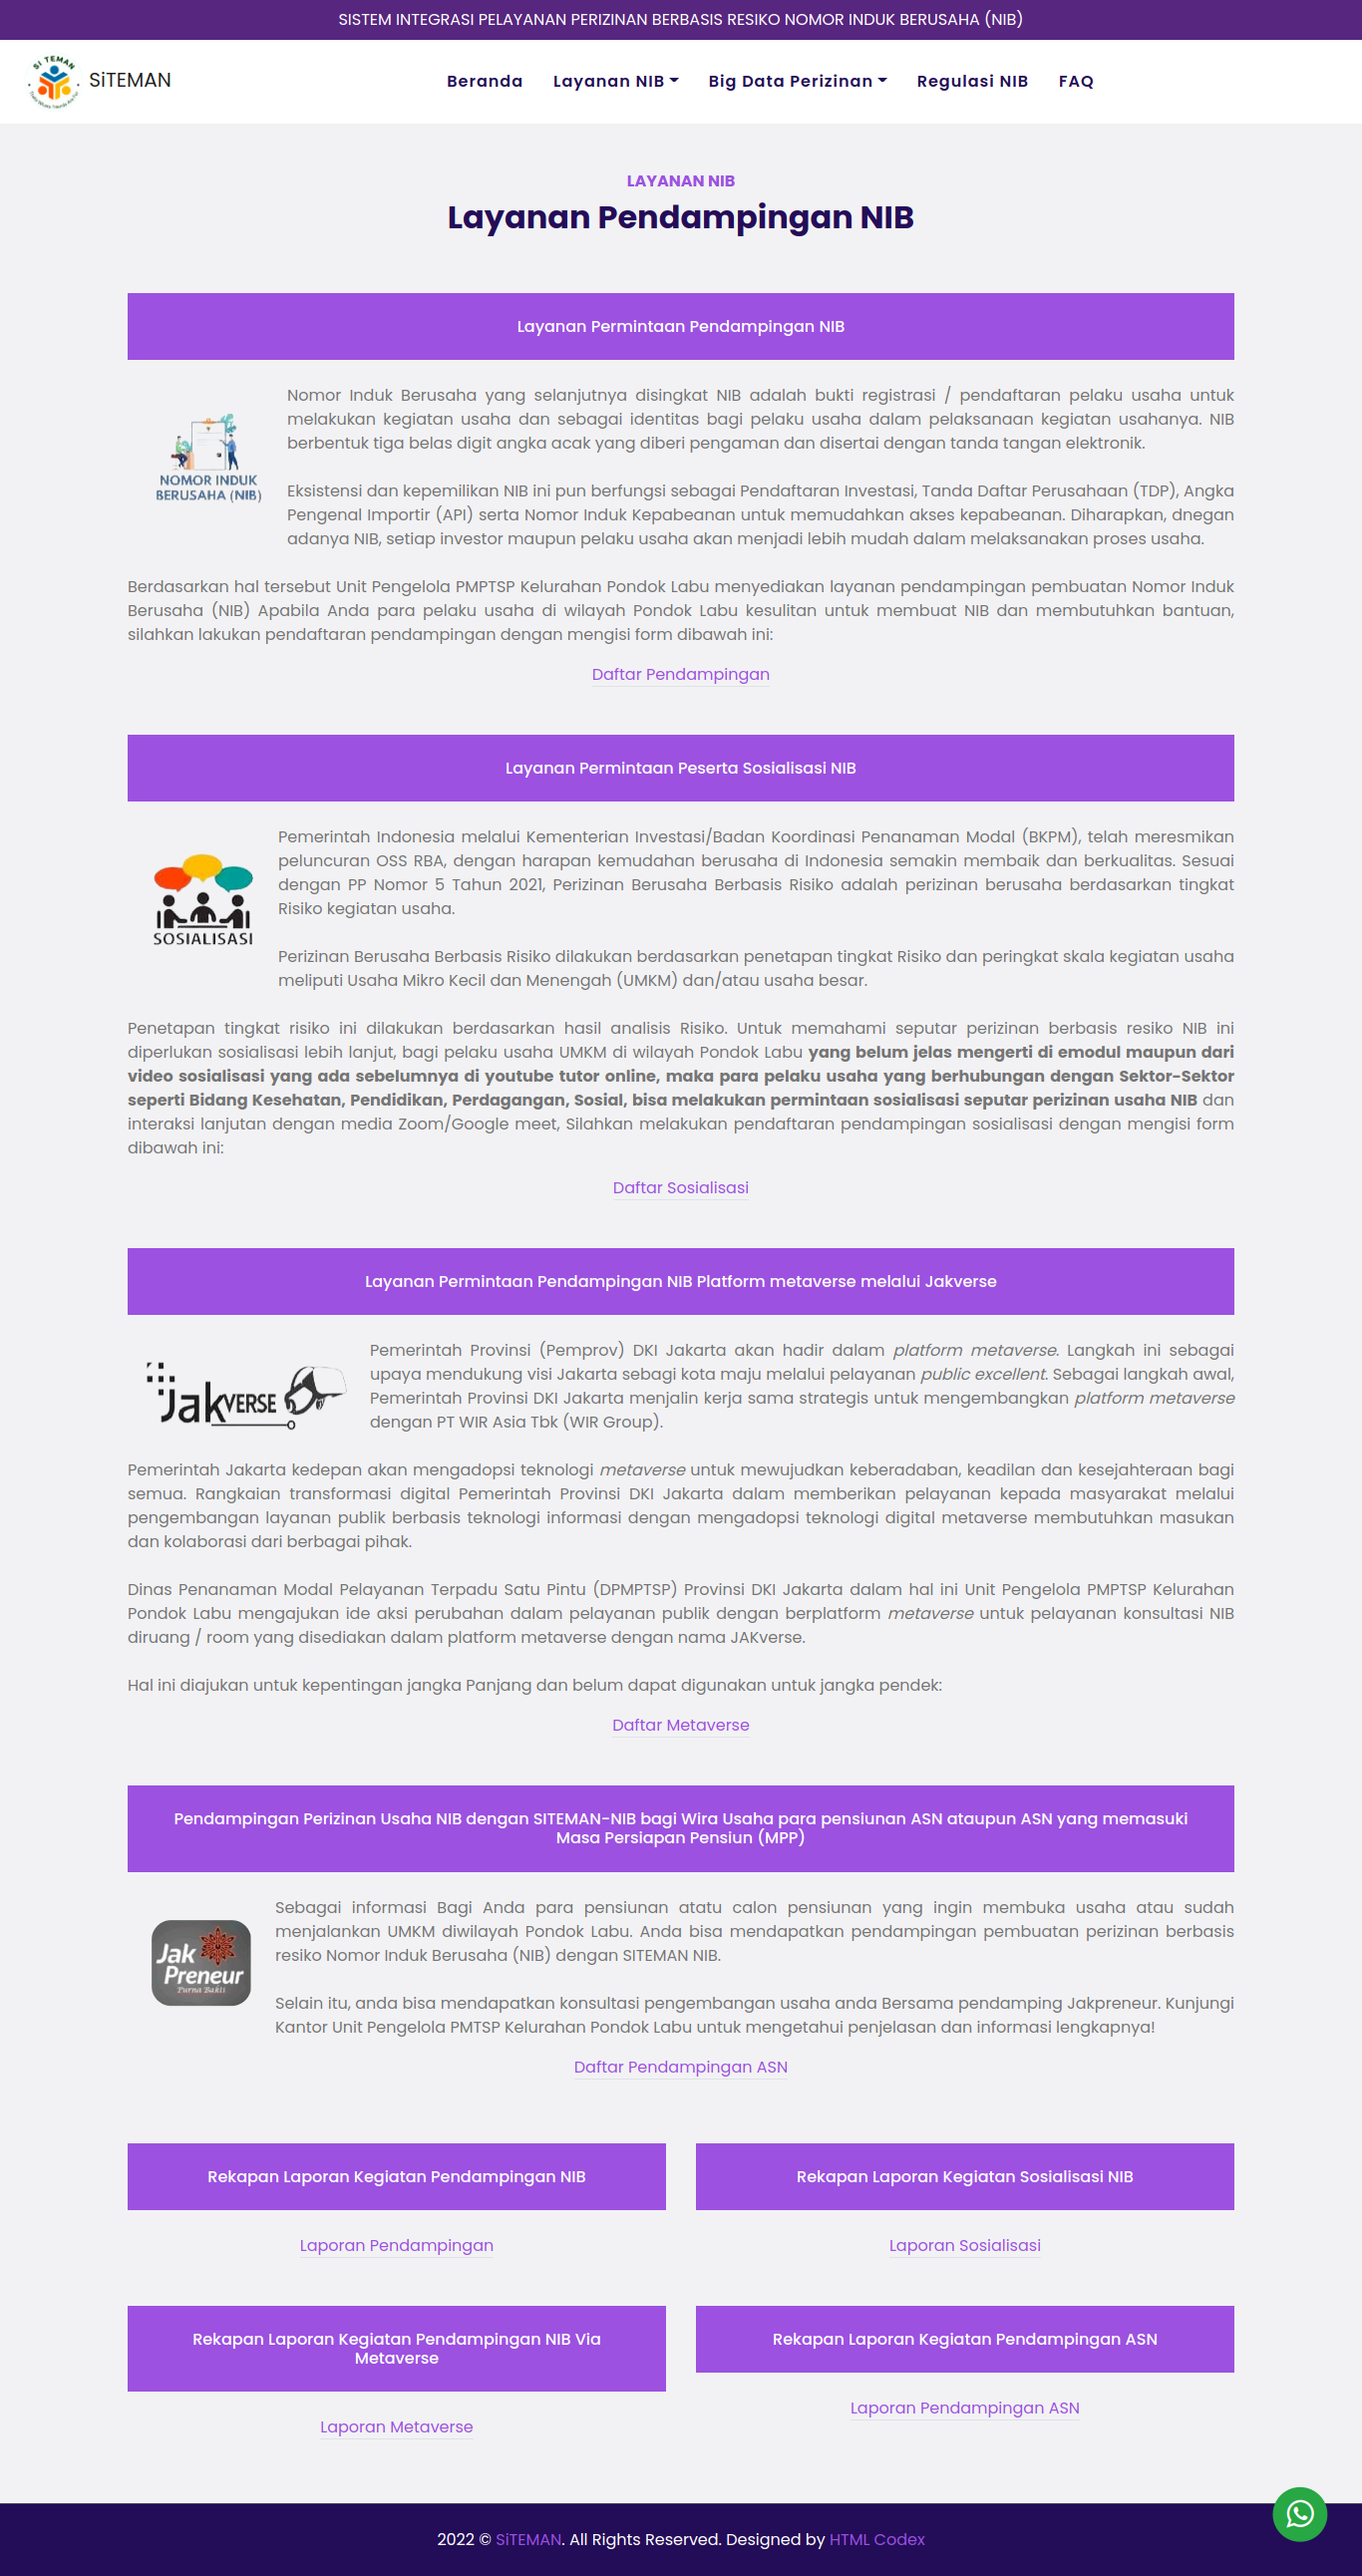 SISTEM INTEGRASI PELAYANAN PERIZINAN BERBASIS RESIKO NOMOR INDUK BERUSAHA (NIB)
SI TEMAN
SiTEMAN
Beranda
Layanan NIB
Big Data Perizinan
Regulasi NIB
FAQ
LAYANAN NIB
Layanan Pendampingan NIB
Layanan Permintaan Pendampingan NIB
NOMOR INDUK
BERUSAHA (NIB)
Nomor Induk Berusaha yang selanjutnya disingkat NIB adalah bukti registrasi / pendaftaran pelaku usaha untuk
melakukan kegiatan usaha dan sebagai identitas bagi pelaku usaha dalam pelaksanaan kegiatan usahanya. NIB
berbentuk tiga belas digit angka acak yang diberi pengaman dan disertai dengan tanda tangan elektronik.
Eksistensi dan kepemilikan NIB ini pun berfungsi sebagai Pendaftaran Investasi, Tanda Daftar Perusahaan (TDP), Angka
Pengenal Importir (API) serta Nomor Induk Kepabeanan untuk memudahkan akses kepabeanan. Diharapkan, dnegan
adanya NIB, setiap investor maupun pelaku usaha akan menjadi lebih mudah dalam melaksanakan proses usaha.
Berdasarkan hal tersebut Unit Pengelola PMPTSP Kelurahan Pondok Labu menyediakan layanan pendampingan pembuatan Nomor Induk
Berusaha (NIB) Apabila Anda para pelaku usaha di wilayah Pondok Labu kesulitan untuk membuat NIB dan membutuhkan bantuan,
silahkan lakukan pendaftaran pendampingan dengan mengisi form dibawah ini:
Daftar Pendampingan
Layanan Permintaan Peserta Sosialisasi NIB
SOSIALISASI
Pemerintah Indonesia melalui Kementerian Investasi/Badan Koordinasi Penanaman Modal (BKPM), telah meresmikan
peluncuran OSS RBA, dengan harapan kemudahan berusaha di Indonesia semakin membaik dan berkualitas. Sesuai
dengan PP Nomor 5 Tahun 2021, Perizinan Berusaha Berbasis Risiko adalah perizinan berusaha berdasarkan tingkat
Risiko kegiatan usaha.
Perizinan Berusaha Berbasis Risiko dilakukan berdasarkan penetapan tingkat Risiko dan peringkat skala kegiatan usaha
meliputi Usaha Mikro Kecil dan Menengah (UMKM) dan/atau usaha besar.
Penetapan tingkat risiko ini dilakukan berdasarkan hasil analisis Risiko. Untuk memahami seputar perizinan berbasis resiko NIB ini
diperlukan sosialisasi lebih lanjut, bagi pelaku usaha UMKM di wilayah Pondok Labu yang belum jelas mengerti di emodul maupun dari
video sosialisasi yang ada sebelumnya di youtube tutor online, maka para pelaku usaha yang berhubungan dengan Sektor-Sektor
seperti Bidang Kesehatan, Pendidikan, Perdagangan, Sosial, bisa melakukan permintaan sosialisasi seputar perizinan usaha NIB dan
interaksi lanjutan dengan media Zoom/Google meet, Silahkan melakukan pendaftaran pendampingan sosialisasi dengan mengisi form
dibawah ini:
Daftar Sosialisasi
Layanan Permintaan Pendampingan NIB Platform metaverse melalui Jakverse
JakVERSE
Pemerintah Provinsi (Pemprov) DKI Jakarta akan hadir dalam platform metaverse. Langkah ini sebagai
upaya mendukung visi Jakarta sebagi kota maju melalui pelayanan public excellent. Sebagai langkah awal,
Pemerintah Provinsi DKI Jakarta menjalin kerja sama strategis untuk mengembangkan platform metaverse
dengan PT WIR Asia Tbk (WIR Group).
Pemerintah Jakarta kedepan akan mengadopsi teknologi metaverse untuk mewujudkan keberadaban, keadilan dan kesejahteraan bagi
semua. Rangkaian transformasi digital Pemerintah Provinsi DKI Jakarta dalam memberikan pelayanan kepada masyarakat melalui
pengembangan layanan publik berbasis teknologi informasi dengan mengadopsi teknologi digital metaverse membutuhkan masukan
dan kolaborasi dari berbagai pihak.
Dinas Penanaman Modal Pelayanan Terpadu Satu Pintu (DPMPTSP) Provinsi DKI Jakarta dalam hal ini Unit Pengelola PMPTSP Kelurahan
Pondok Labu mengajukan ide aksi perubahan dalam pelayanan publik dengan berplatform metaverse untuk pelayanan konsultasi NIB
diruang / room yang disediakan dalam platform metaverse dengan nama JAKverse.
Hal ini diajukan untuk kepentingan jangka Panjang dan belum dapat digunakan untuk jangka pendek:
Daftar Metaverse
Pendampingan Perizinan Usaha NIB dengan SITEMAN-NIB bagi Wira Usaha para pensiunan ASN ataupun ASN yang memasuki
Masa Persiapan Pensiun (MPP)
Jak
Preneur
Purna Bakti
Sebagai informasi Bagi Anda para pensiunan atatu calon pensiunan yang ingin membuka usaha atau sudah
menjalankan UMKM diwilayah Pondok Labu. Anda bisa mendapatkan pendampingan pembuatan perizinan berbasis
resiko Nomor Induk Berusaha (NIB) dengan SITEMAN NIB.
Selain itu, anda bisa mendapatkan konsultasi pengembangan usaha anda Bersama pendamping Jakpreneur. Kunjungi
Kantor Unit Pengelola PMTSP Kelurahan Pondok Labu untuk mengetahui penjelasan dan informasi lengkapnya!
Daftar Pendampingan ASN
Rekapan Laporan Kegiatan Pendampingan NIB
Laporan Pendampingan
Rekapan Laporan Kegiatan Sosialisasi NIB
Laporan Sosialisasi
Rekapan Laporan Kegiatan Pendampingan NIB Via
Metaverse
Laporan Metaverse
Rekapan Laporan Kegiatan Pendampingan ASN
Laporan Pendampingan ASN
2022 © SiTEMAN. All Rights Reserved. Designed by HTML Codex